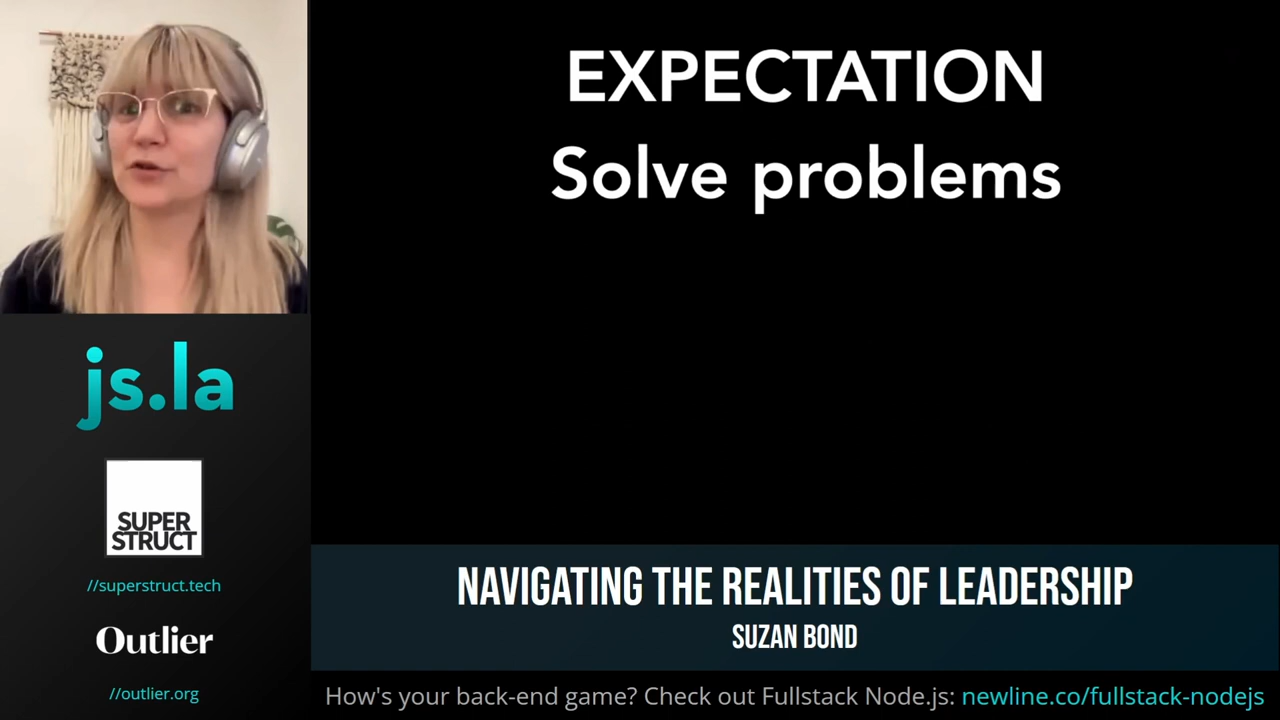 EXPECTATION
Solve problems
js.la
SUPER
STRUCT
//superstruct.tech
Outlier
//outlier.org
NAVIGATING THE REALITIES OF LEADERSHIP
SUZAN BOND
How's your back-end game? Check out Fullstack Node.js: newline.co/fullstack-nodejs